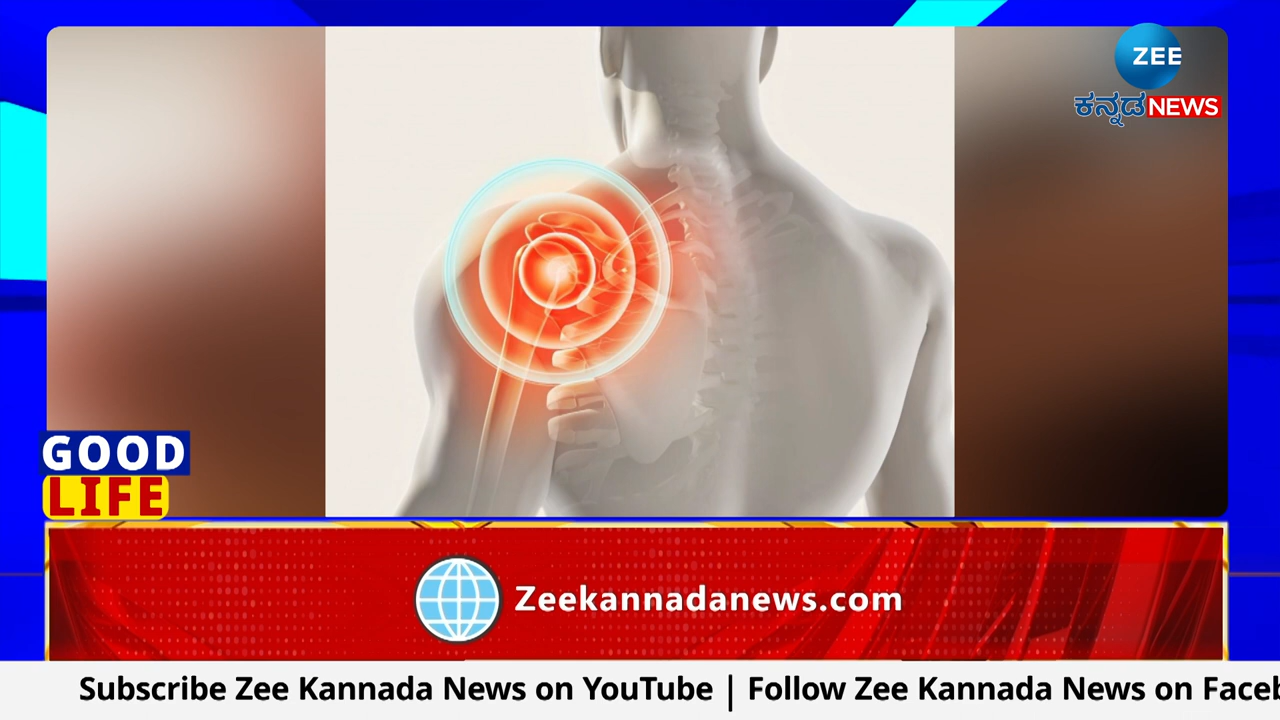 ZEE
ಕನ್ನಡ NEWS
GOOD
LIFE
Zeekannadanews.com
Subscribe Zee Kannada News on YouTube | Follow Zee Kannada News on Faceb